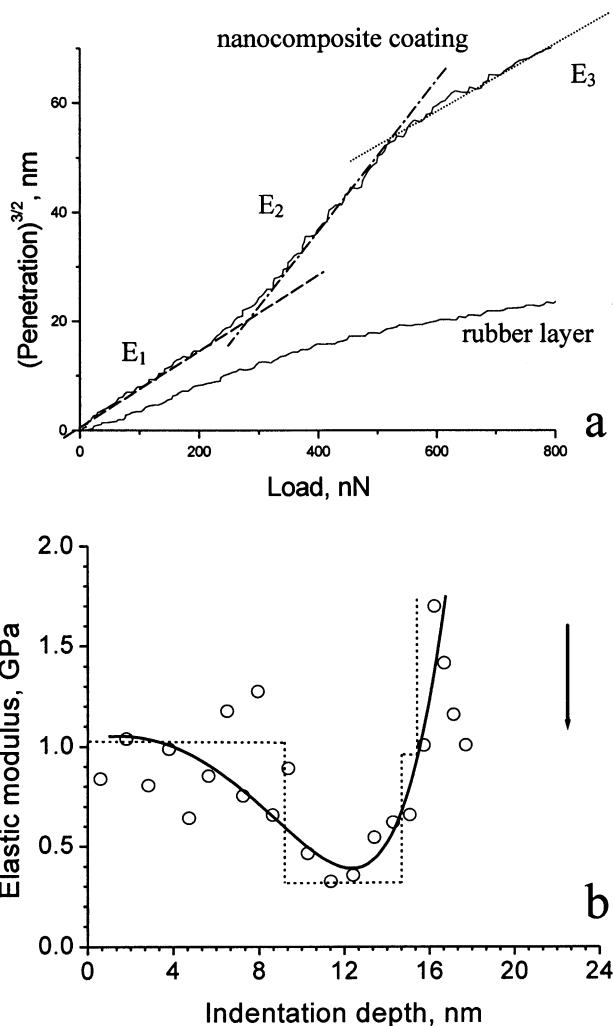 nanocomposite coating
E3
60
(Penetration)3/2, nm
E2
40
20
E1
rubber layer
0
0 200 400 600 800
a
Load, nN
2.0
1.5
Elastic modulus, GPa
1.0
0.5
b
0.0
0 4 8 12 16 20 24
Indentation depth, nm